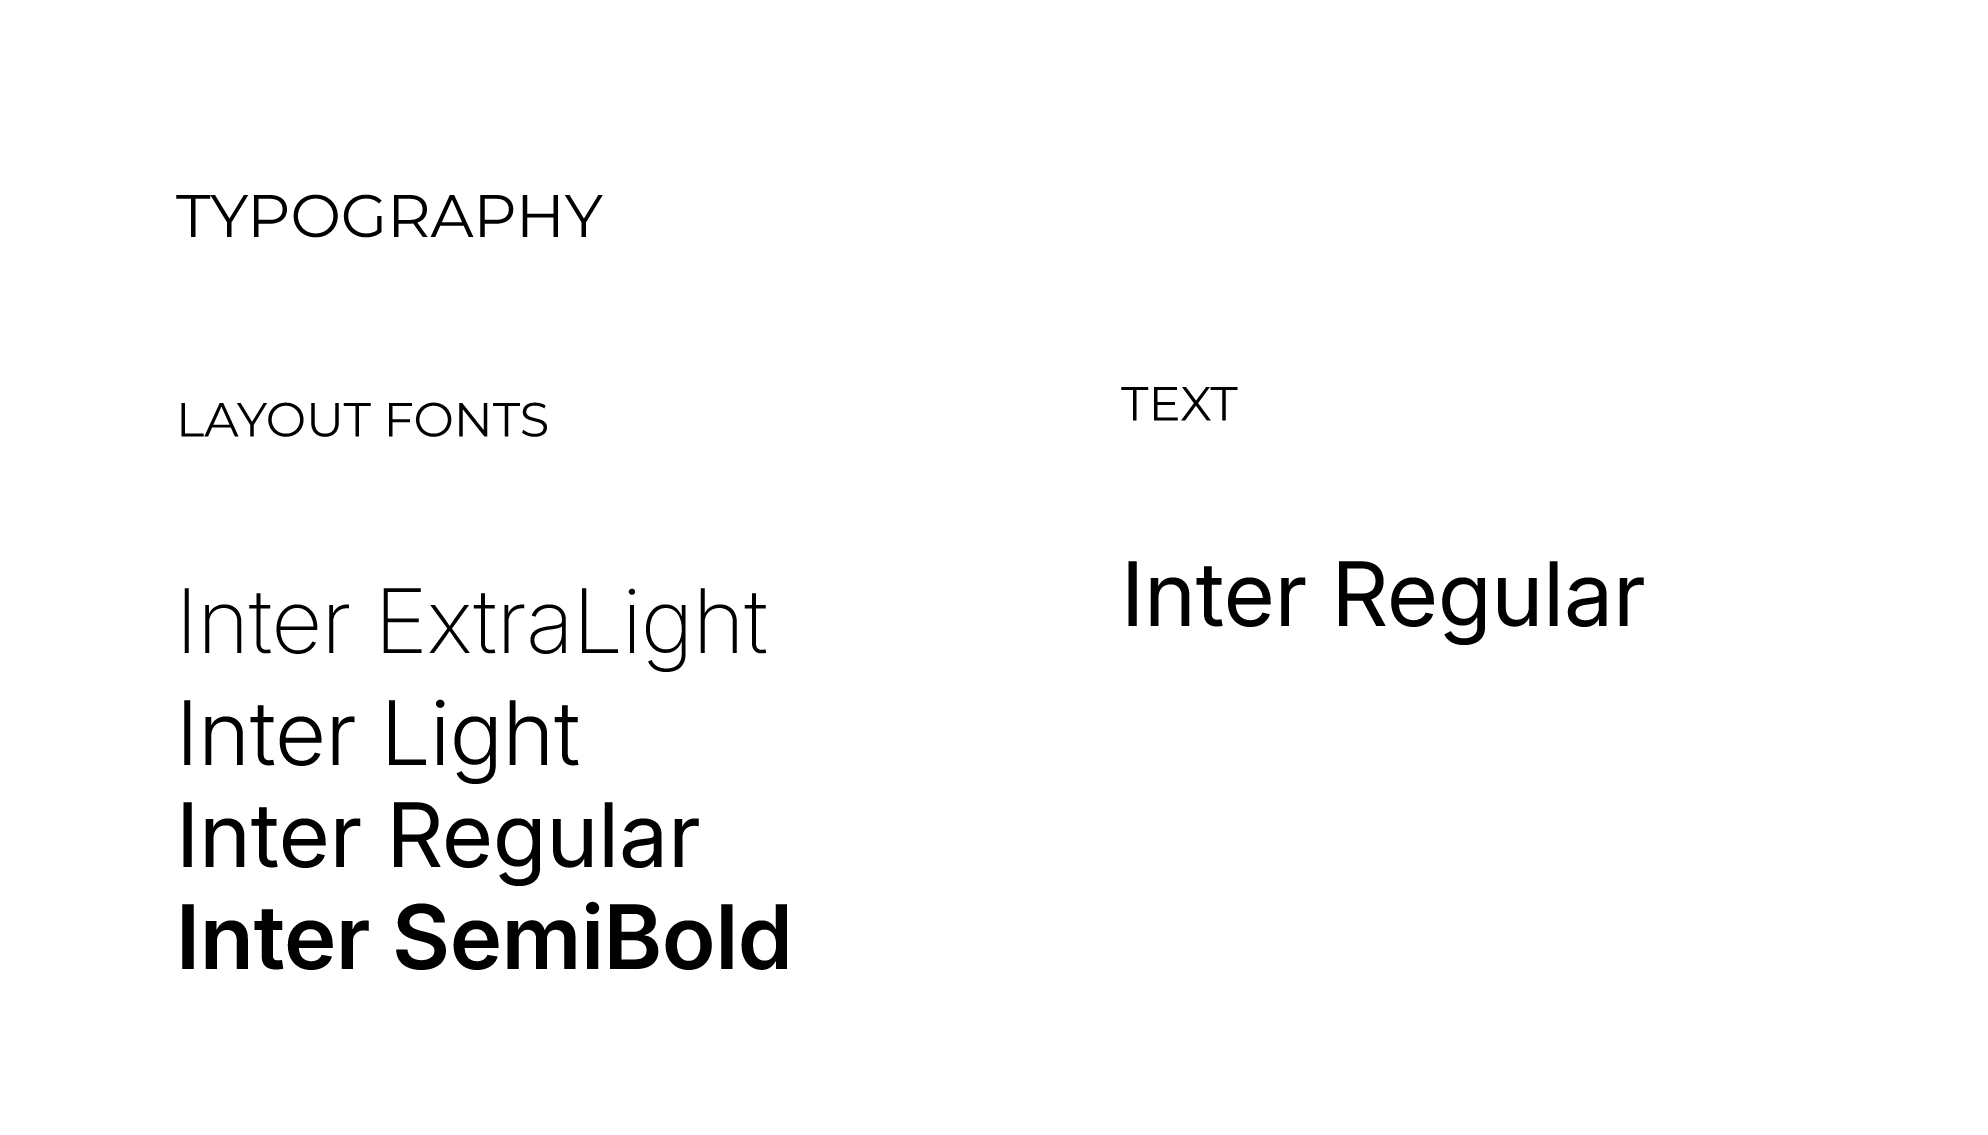 TYPOGRAPHY
LAYOUT FONTS
Inter ExtraLight
Inter Light
Inter Regular
Inter SemiBold
TEXT
Inter Regular